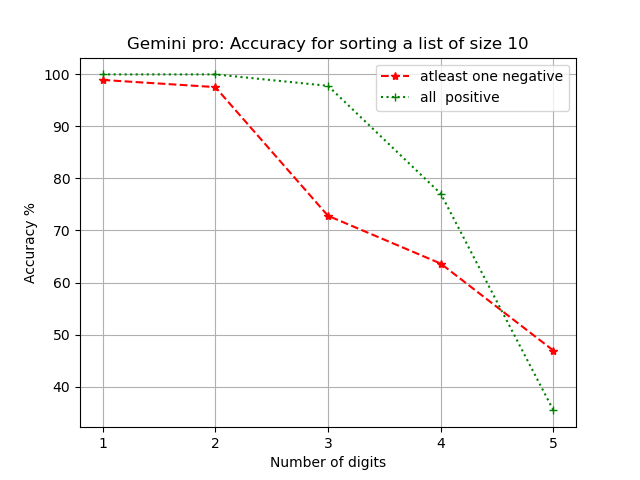 Gemini pro: Accuracy for sorting a list of size 10
atleast one negative
all  positive
Accuracy %
100
90
80
70
60
50
40
1 2 3 4 5
Number of digits